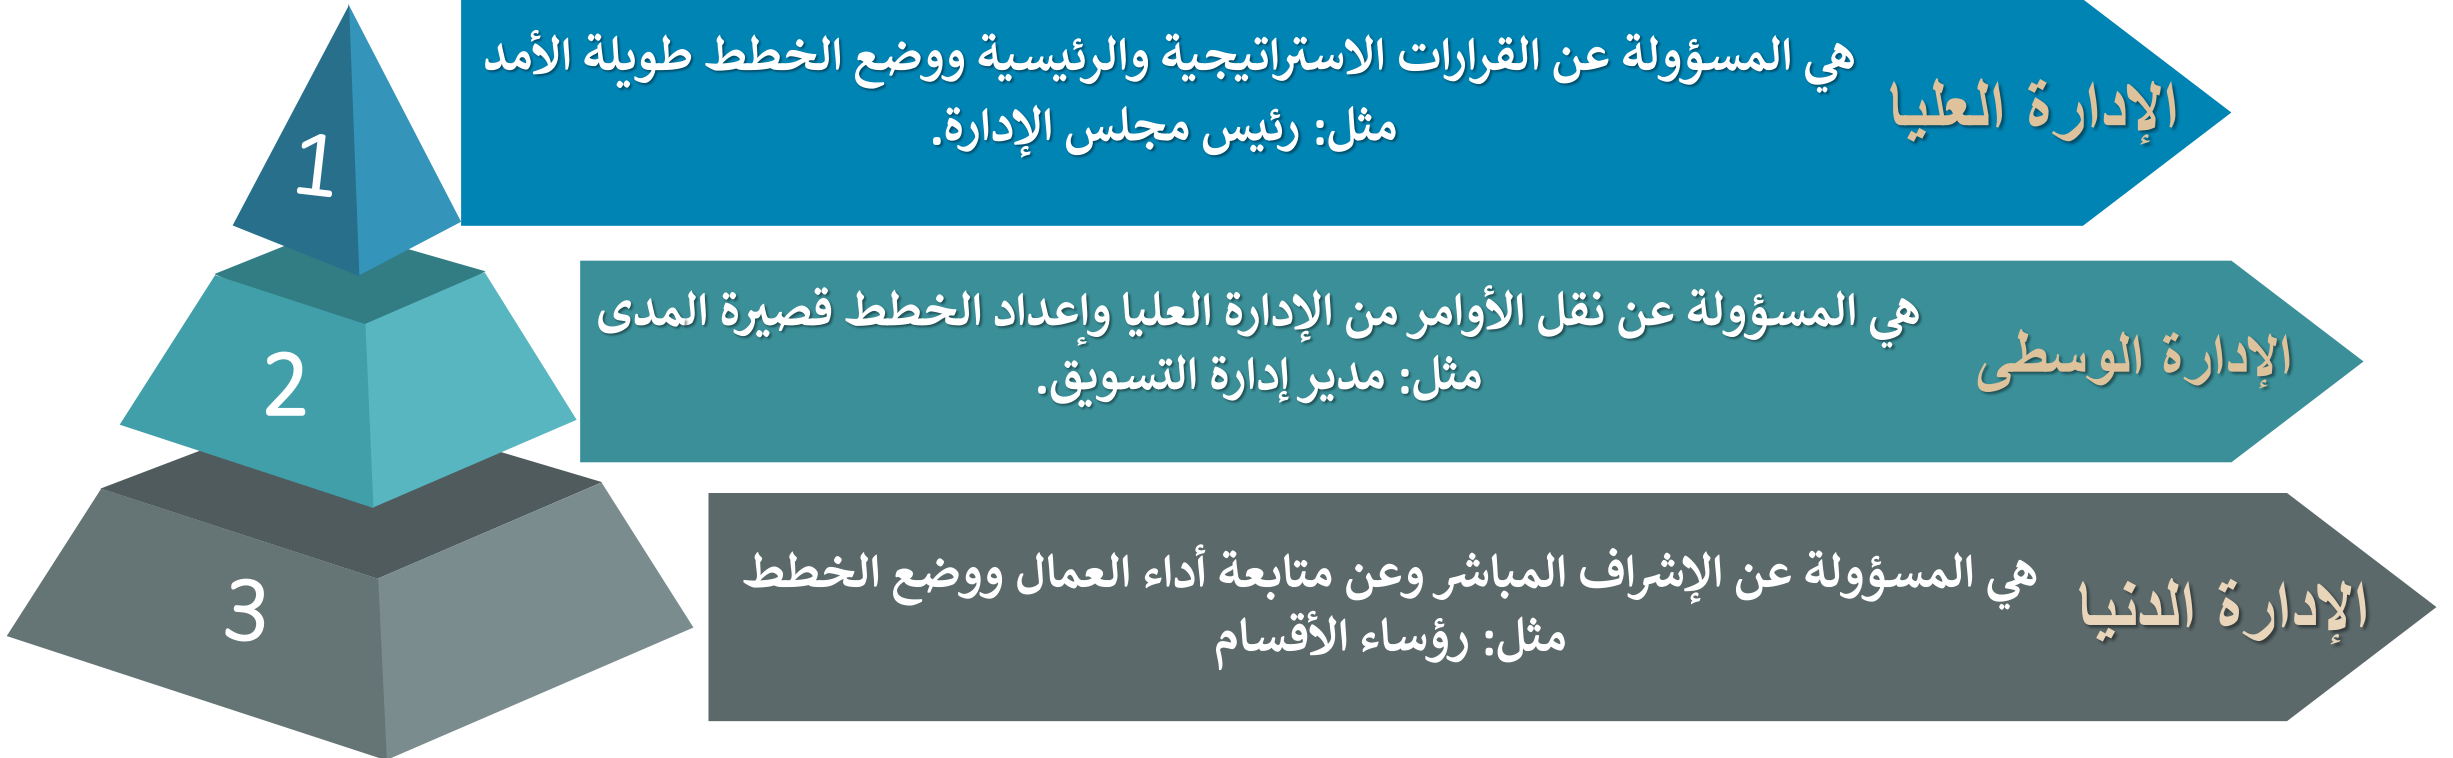 الإدارة العليا
هي المسؤولة عن القرارات الاستراتيجية والرئيسية ووضع الخطط طويلة الأمد
مثل: رئيس مجلس الإدارة.
1
الإدارة الوسطى
هي المسؤولة عن نقل الأوامر من الإدارة العليا وإعداد الخطط قصيرة المدى
مثل: مدير إدارة التسويق.
2
الإدارة الدنيا
هي المسؤولة عن الإشراف المباشر وعن متابعة أداء العمال ووضع الخطط
مثل: رؤساء الأقسام
3